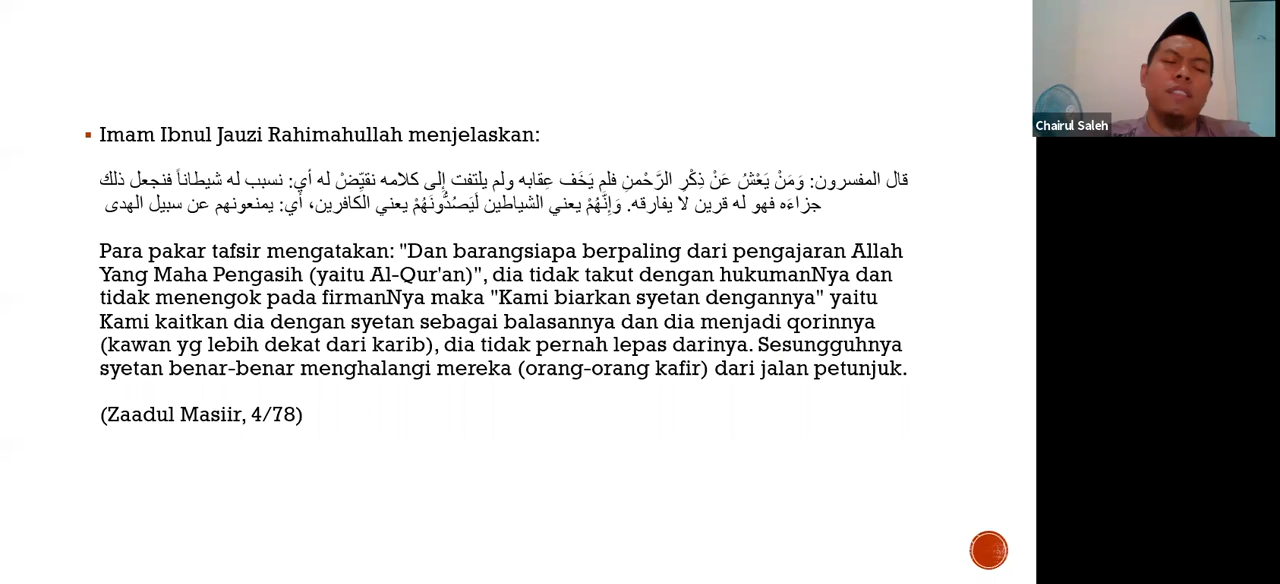 Imam Ibnul Jauzi Rahimahullah menjelaskan:
قال المفسرون: وَمَنْ يَعْشُ عَنْ ذِكْرِ الرَّحْمنِ فلم يَخَف عِقابه ولم يلتفت إلى كلامه نقيِّضْ له أي: نسبب له شيطاناً فنجعل ذلك
جزاءَه فهو له قرين لا يفارقه. وَإِنَّهُمْ يعني الشياطين لَيَصُدُّونَهُمْ يعني الكافرين، أي: يمنعونهم عن سبيل الهدى
Para pakar tafsir mengatakan: "Dan barangsiapa berpaling dari pengajaran Allah
Yang Maha Pengasih (yaitu Al-Qur'an)", dia tidak takut dengan hukumanNya dan
tidak menengok pada firmanNya maka "Kami biarkan syetan dengannya" yaitu
Kami kaitkan dia dengan syetan sebagai balasannya dan dia menjadi qorinnya
(kawan yg lebih dekat dari karib), dia tidak pernah lepas darinya. Sesungguhnya
syetan benar-benar menghalangi mereka (orang-orang kafir) dari jalan petunjuk.
(Zaadul Masiir, 4/78)
Chairul Saleh